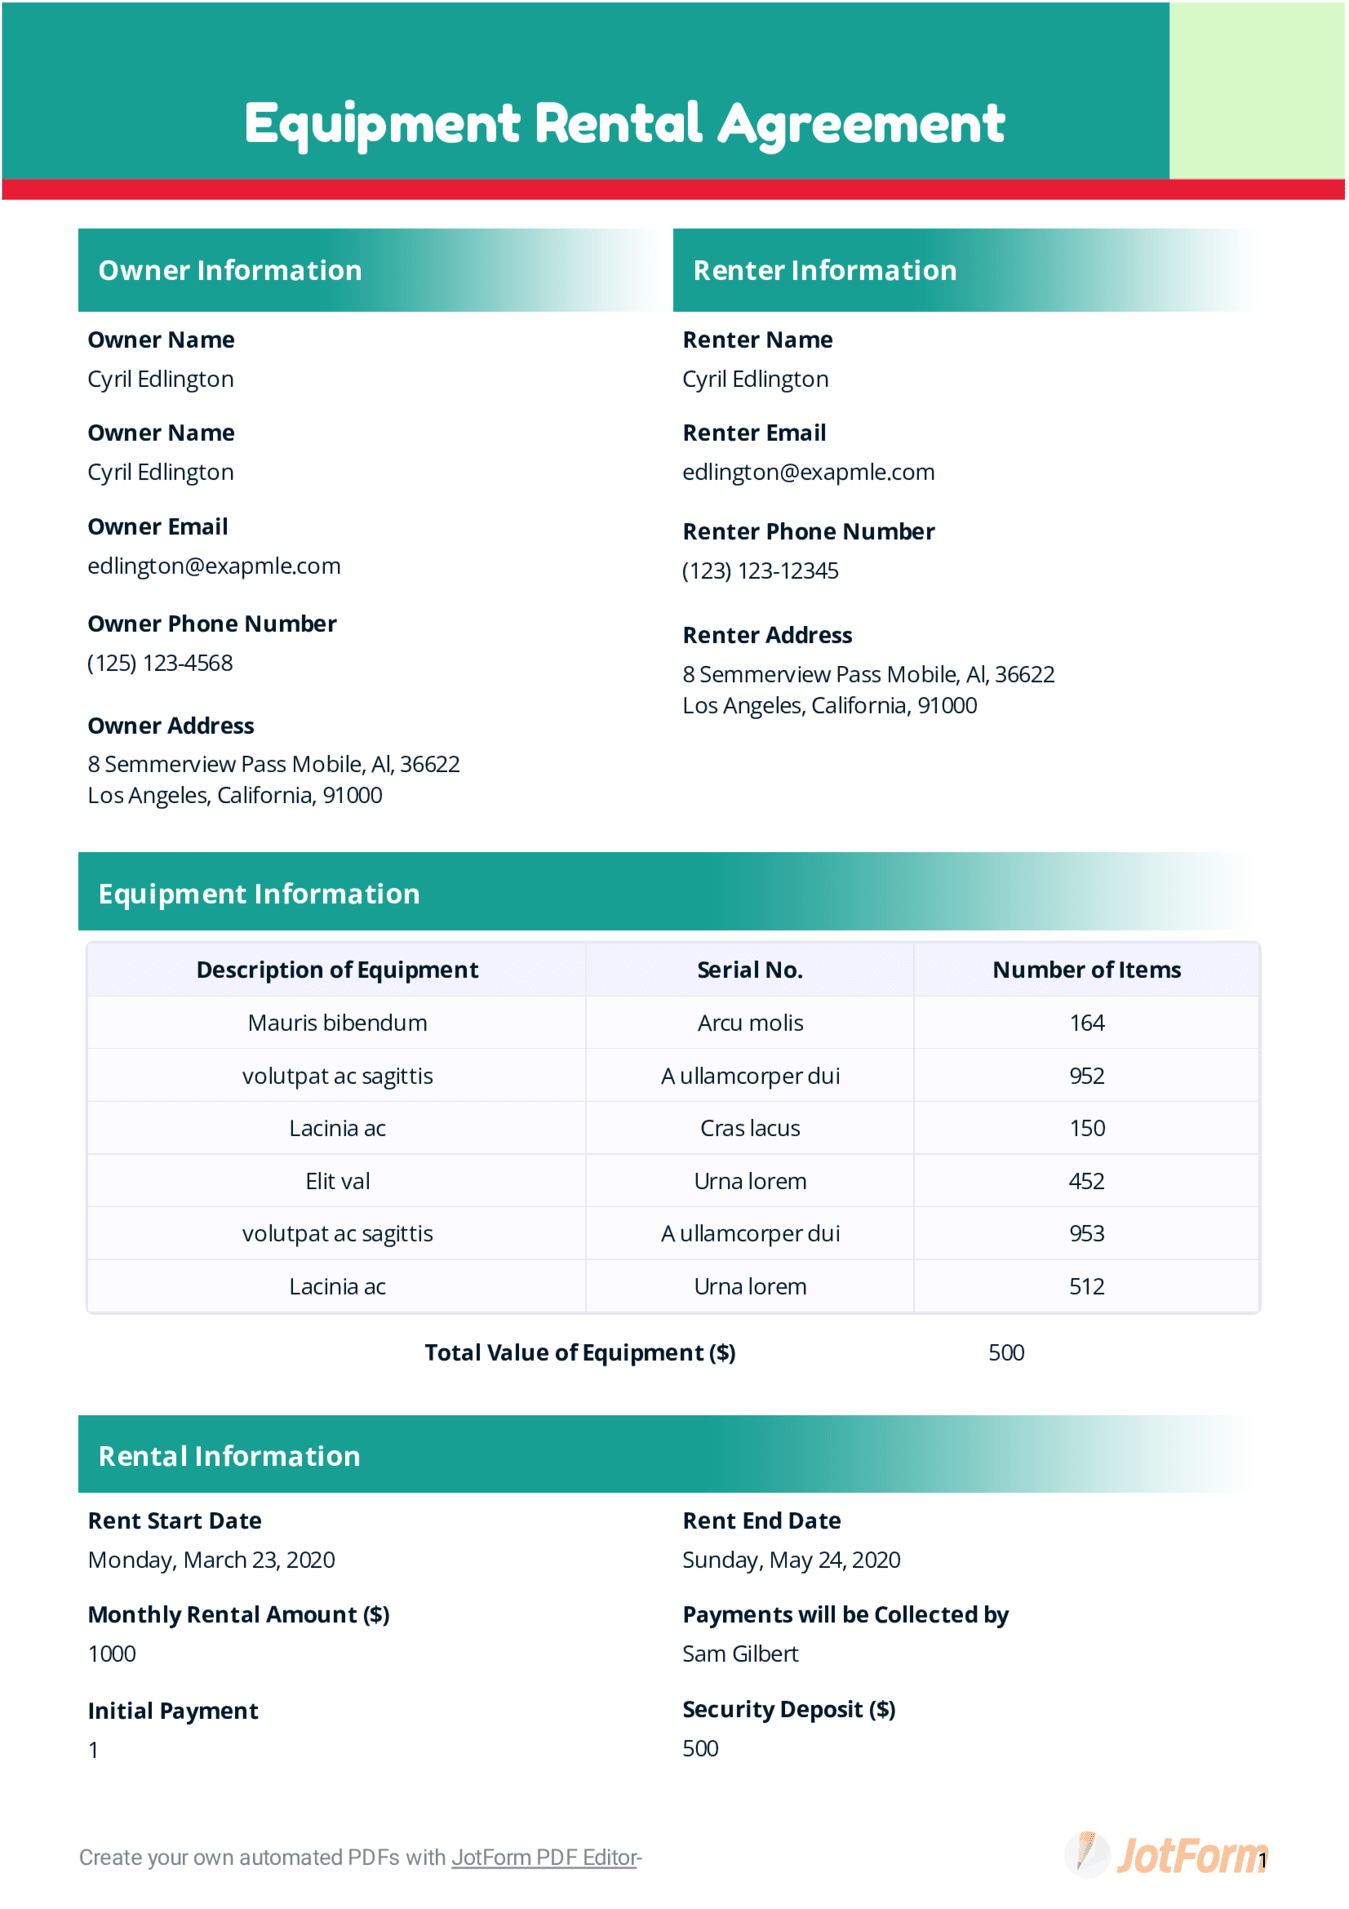 Equipment Rental Agreement
Owner Information
Owner Name
Cyril Edlington
Owner Name
Cyril Edlington
Owner Email
edlington@exapmle.com
Owner Phone Number
(125) 123-4568
Owner Address
8 Semmerview Pass Mobile, Al, 36622
Los Angeles, California, 91000
Renter Information
Renter Name
Cyril Edlington
Renter Email
edlington@exapmle.com
Renter Phone Number
(123) 123-12345
Renter Address
8 Semmerview Pass Mobile, Al, 36622
Los Angeles, California, 91000
Equipment Information
Description of Equipment Serial No. Number of Items
Mauris bibendum Arcu molis 164
volutpat ac sagittis A ullamcorper dui 952
Lacinia ac Cras lacus 150
Elit val Urna lorem 452
volutpat ac sagittis A ullamcorper dui 953
Lacinia ac Urna lorem 512
Total Value of Equipment ($) 500
Rental Information
Rent Start Date
Monday, March 23, 2020
Rent End Date
Sunday, May 24, 2020
Monthly Rental Amount ($)
1000
Payments will be Collected by
Sam Gilbert
Initial Payment
1
Security Deposit ($)
500
Create your own automated PDFs with JotForm PDF Editor-
JotForm
1